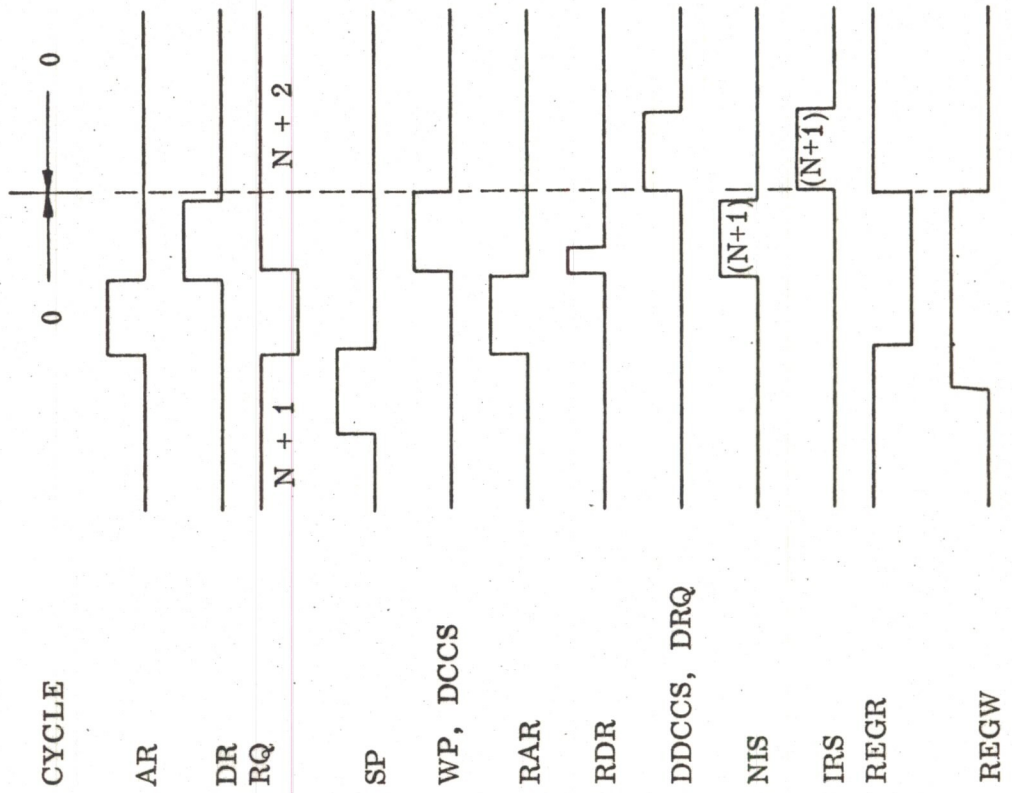 CYCLE 0 0
AR
DR
RQ N + 1 N + 2
SP
WP, DCCS
RAR
RDR
DDCCS, DRQ
NIS (N+1)
IRS (N+1)
REGR
REGW